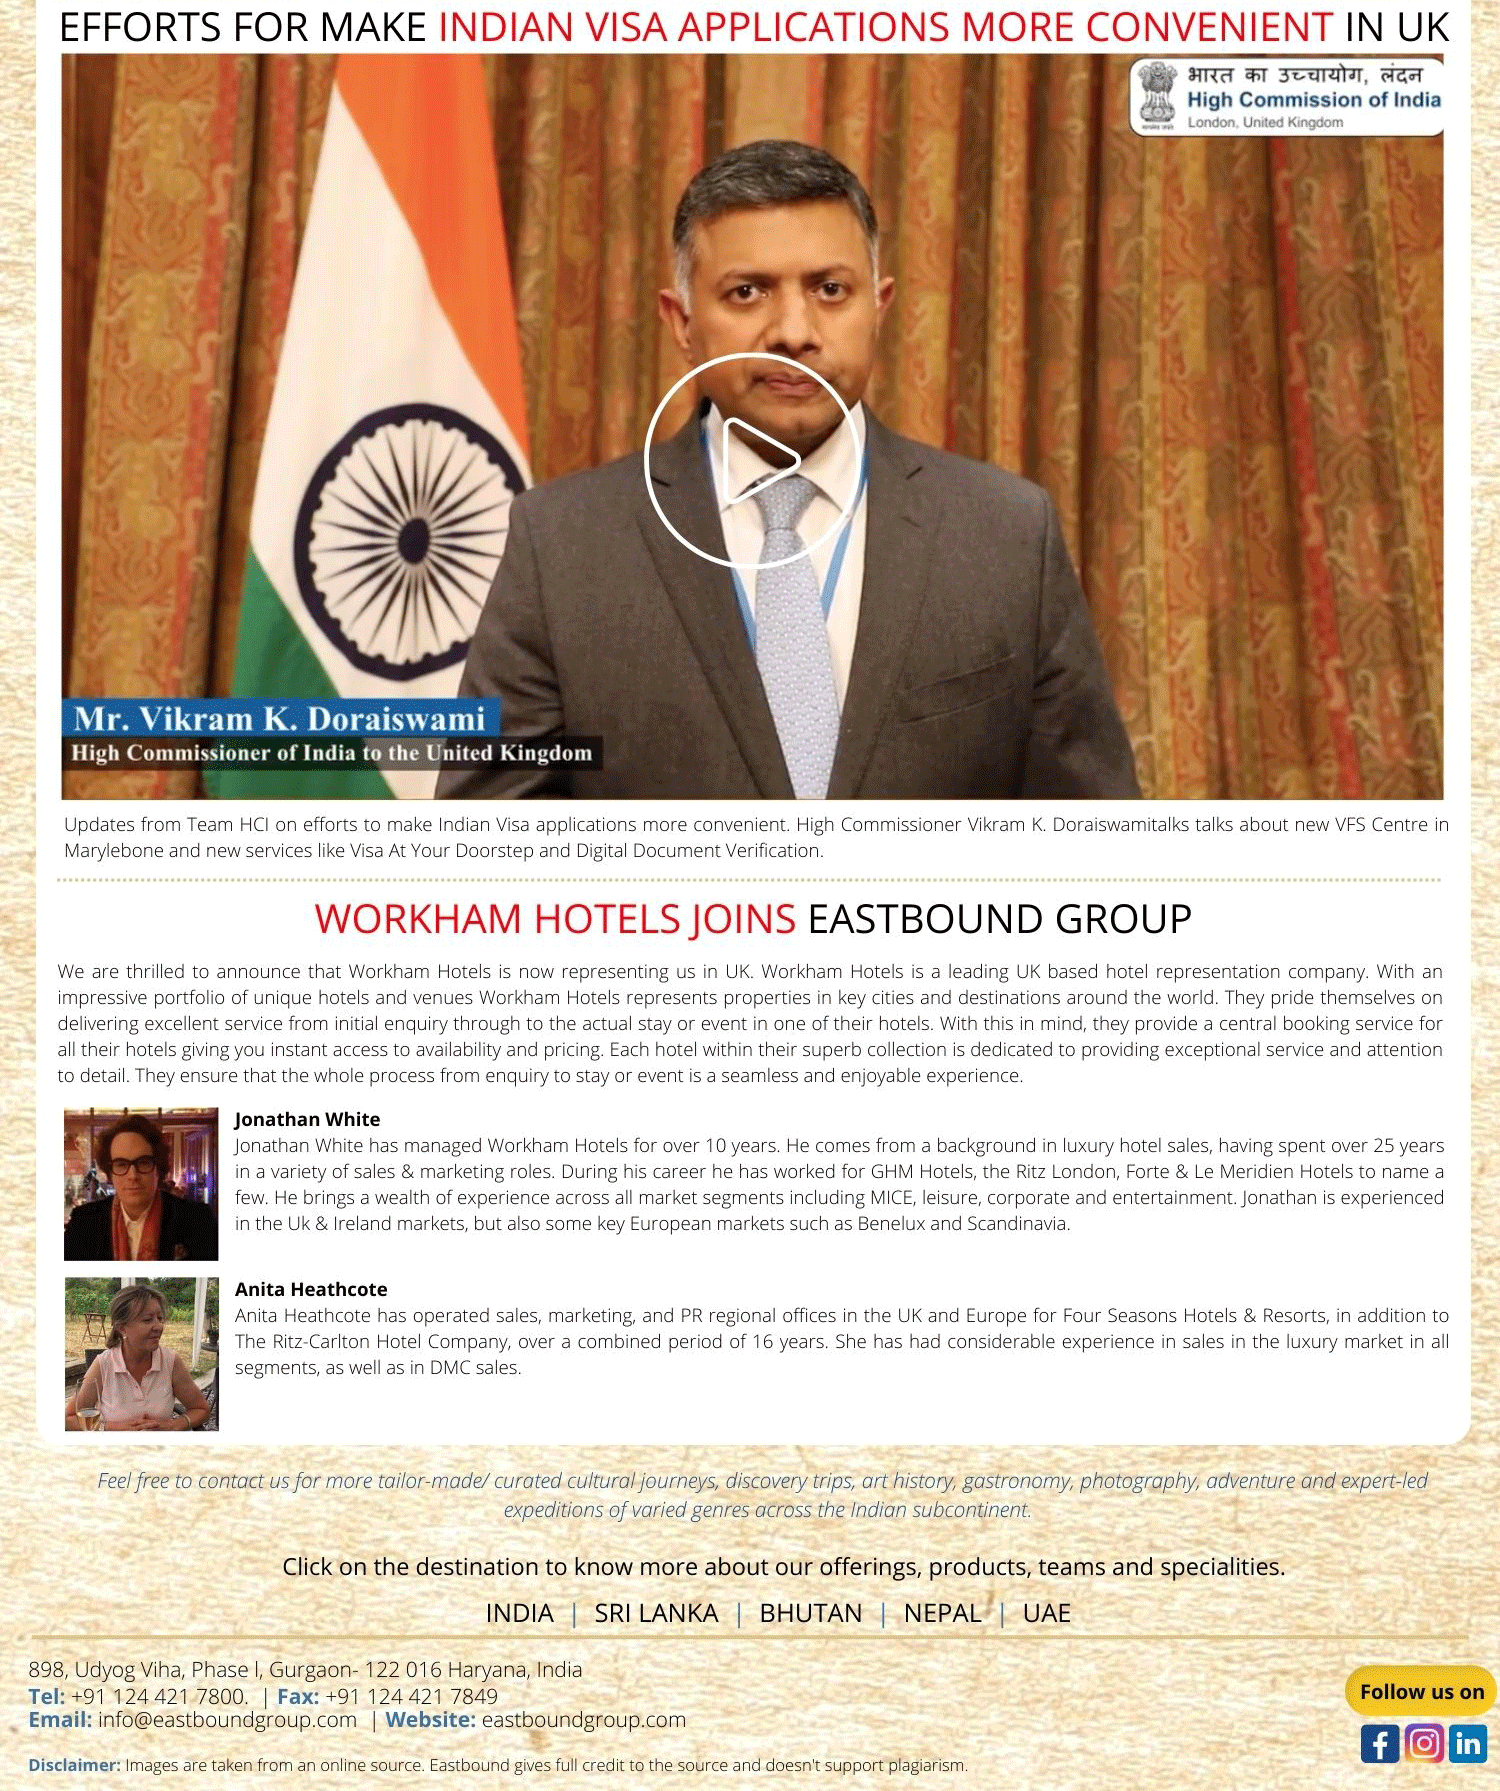 EFFORTS FOR MAKE INDIAN VISA APPLICATIONS MORE CONVENIENT IN UK
भारत का उच्चायोग, लंदन
High Commission of India
London, United Kingdom
Mr. Vikram K. Doraiswami
High Commissioner of India to the United Kingdom
Updates from Team HCI on efforts to make Indian Visa applications more convenient. High Commissioner Vikram K. Doraiswamitalks talks about new VFS Centre in
Marylebone and new services like Visa At Your Doorstep and Digital Document Verification.
WORKHAM HOTELS JOINS EASTBOUND GROUP
We are thrilled to announce that Workham Hotels is now representing us in UK. Workham Hotels is a leading UK based hotel representation company. With an
impressive portfolio of unique hotels and venues Workham Hotels represents properties in key cities and destinations around the world. They pride themselves on
delivering excellent service from initial enquiry through to the actual stay or event in one of their hotels. With this in mind, they provide a central booking service for
all their hotels giving you instant access to availability and pricing. Each hotel within their superb collection is dedicated to providing exceptional service and attention
to detail. They ensure that the whole process from enquiry to stay or event is a seamless and enjoyable experience.
Jonathan White
Jonathan White has managed Workham Hotels for over 10 years. He comes from a background in luxury hotel sales, having spent over 25 years
in a variety of sales & marketing roles. During his career he has worked for GHM Hotels, the Ritz London, Forte & Le Meridien Hotels to name a
few. He brings a wealth of experience across all market segments including MICE, leisure, corporate and entertainment. Jonathan is experienced
in the Uk & Ireland markets, but also some key European markets such as Benelux and Scandinavia.
Anita Heathcote
Anita Heathcote has operated sales, marketing, and PR regional offices in the UK and Europe for Four Seasons Hotels & Resorts, in addition to
The Ritz-Carlton Hotel Company, over a combined period of 16 years. She has had considerable experience in sales in the luxury market in all
segments, as well as in DMC sales.
Feel free to contact us for more tailor-made/ curated cultural journeys, discovery trips, art history, gastronomy, photography, adventure and expert-led
expeditions of varied genres across the Indian subcontinent.
Click on the destination to know more about our offerings, products, teams and specialities.
INDIA | SRI LANKA | BHUTAN | NEPAL | UAE
898, Udyog Viha, Phase l, Gurgaon- 122 016 Haryana, India
Tel: +91 124 421 7800. | Fax: +91 124 421 7849
Email: info@eastboundgroup.com | Website: eastboundgroup.com
Follow us on
Disclaimer: Images are taken from an online source. Eastbound gives full credit to the source and doesn't support plagiarism.